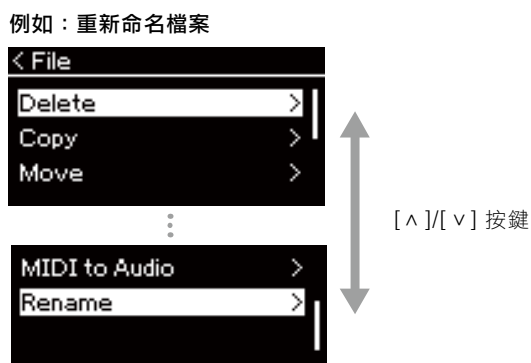 例如：重新命名檔案
< File
Delete >
Copy >
Move >
[∧]/[∨] 按鍵
MIDI to Audio >
Rename >